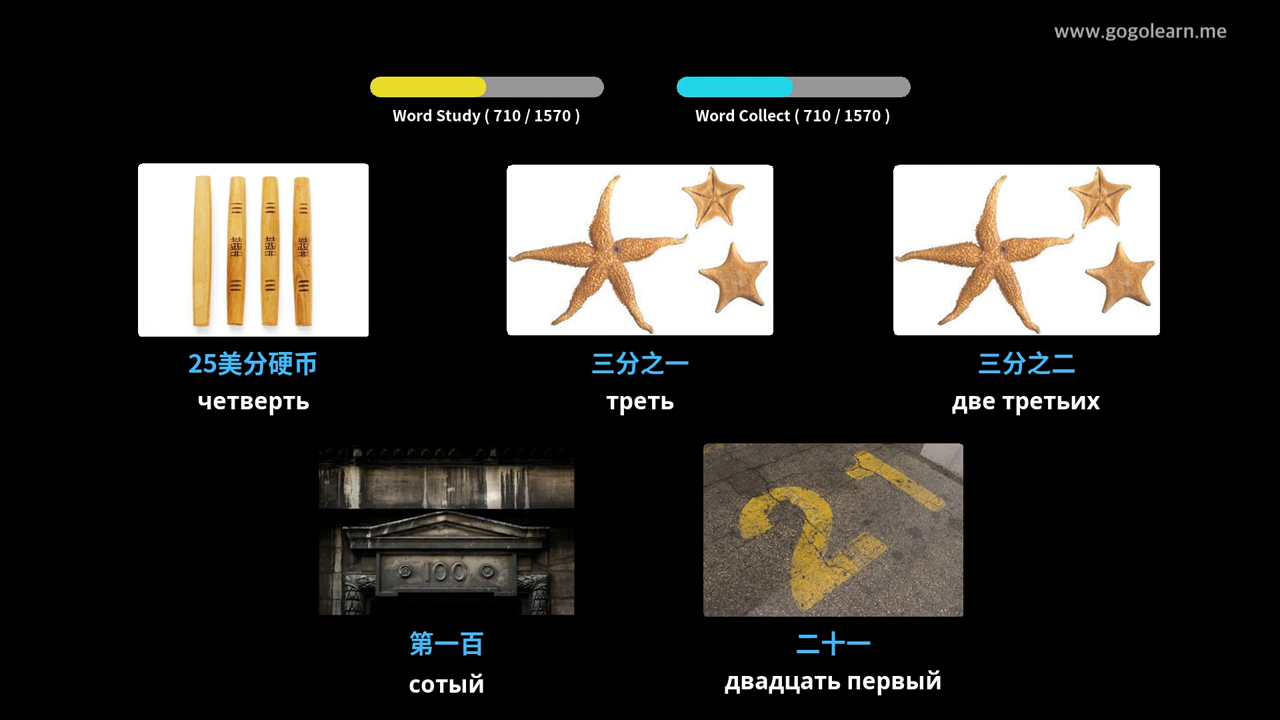 www.gogolearn.me
Word Study ( 710 / 1570 )
Word Collect ( 710 / 1570 )
25美分硬币
четверть
三分之一
треть
三分之二
две третьих
100
第一百
сотый
21
二十一
двадцать первый